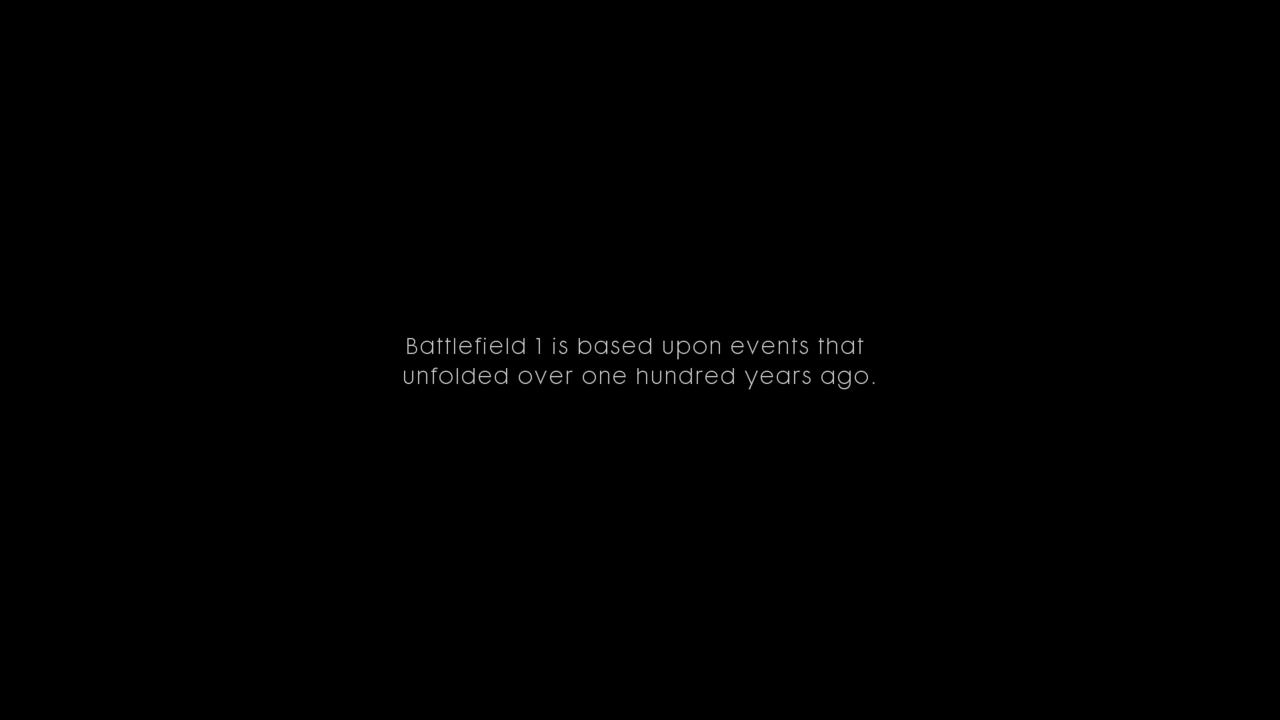 Battlefield 1 is based upon events that
unfolded over one hundred years ago.